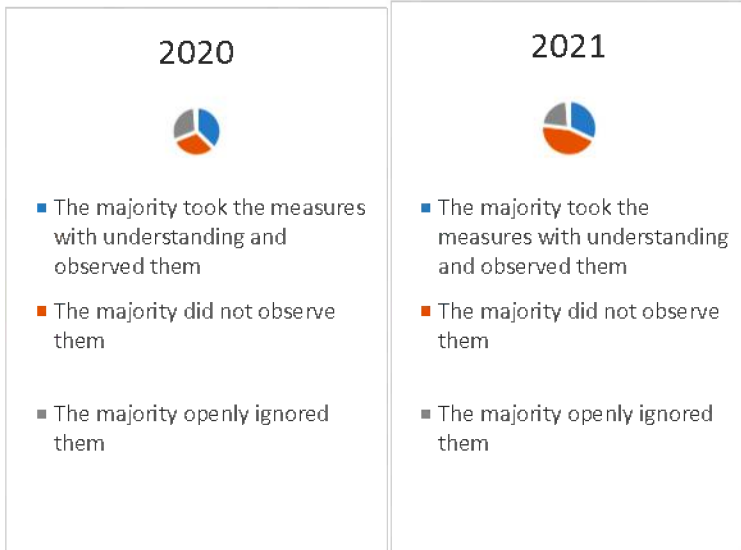 2020
The majority took the measures
with understanding and
observed them
The majority did not observe
them
The majority openly ignored
them
2021
The majority took the
measures with understanding
and observed them
The majority did not observe
them
The majority openly ignored
them